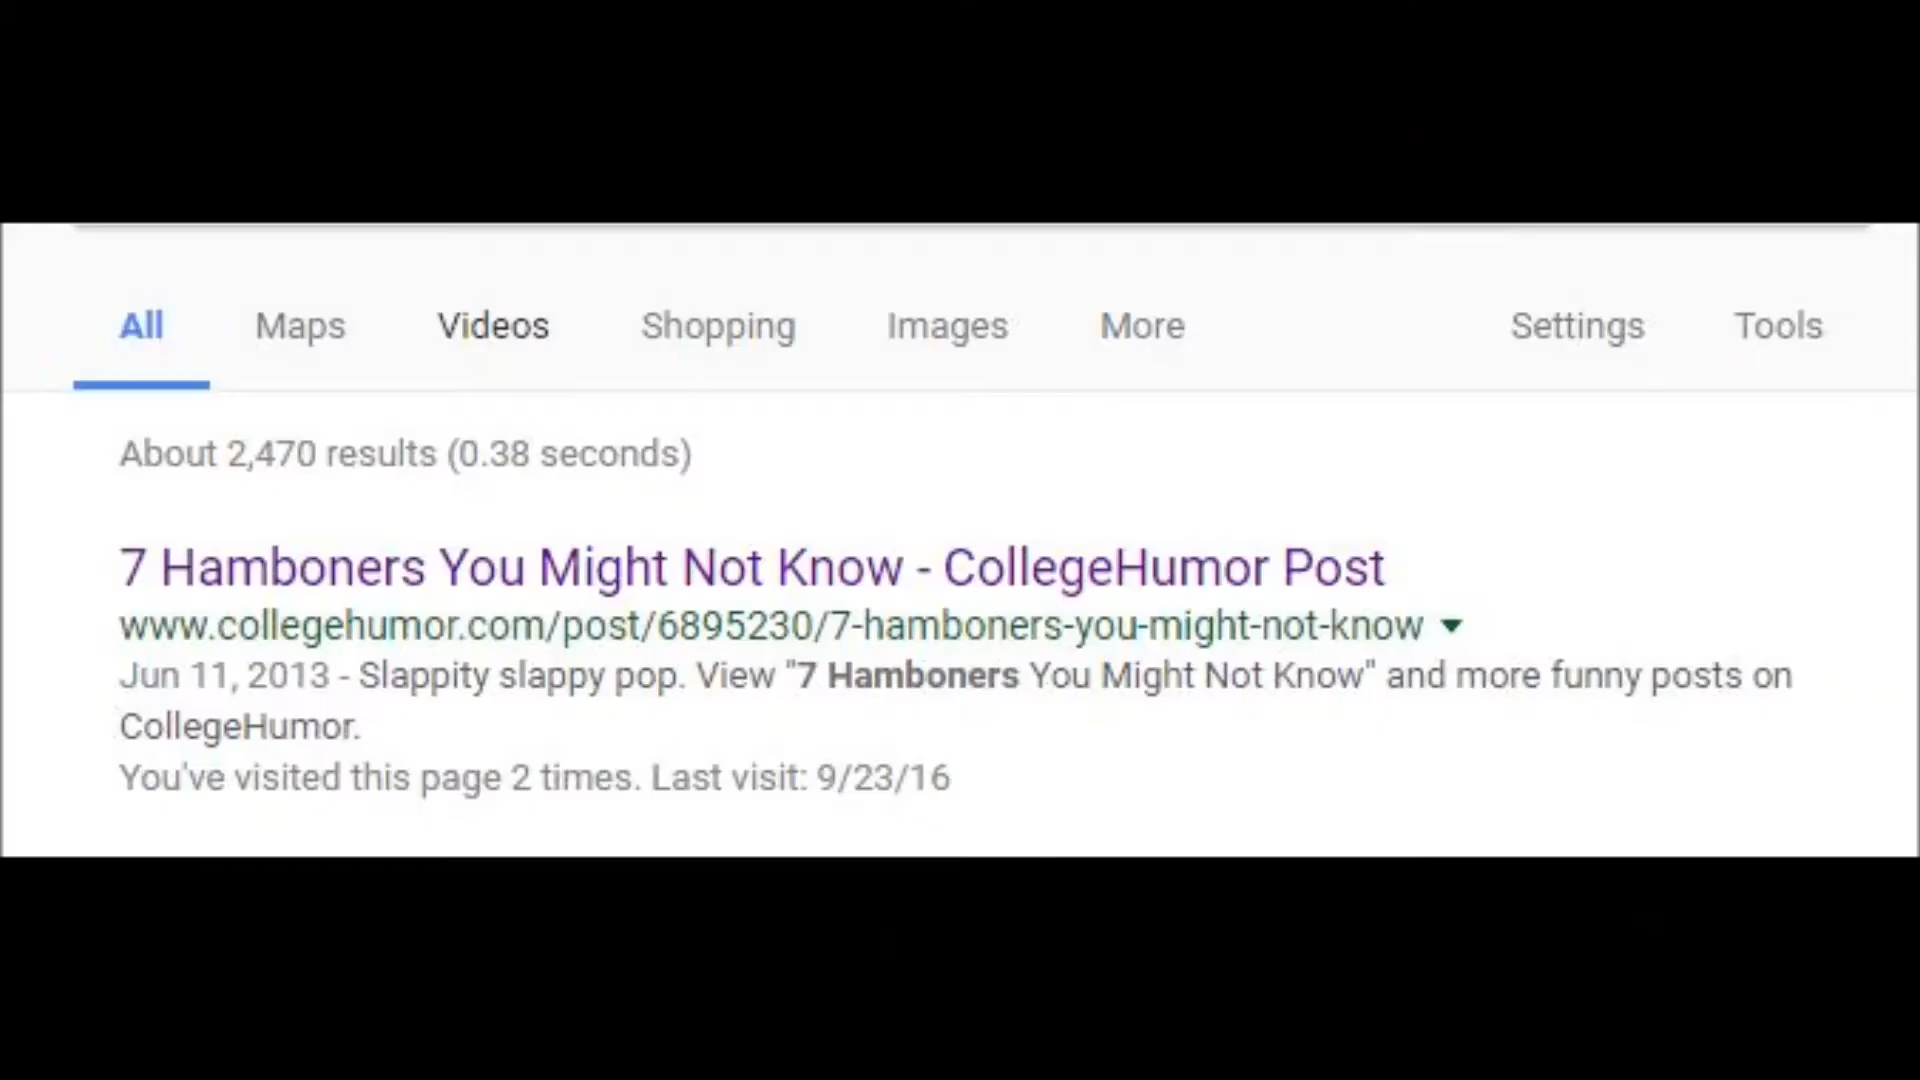 All Maps Videos Shopping Images More Settings Tools
About 2,470 results (0.38 seconds)
7 Hamboners You Might Not Know - CollegeHumor Post
www.collegehumor.com/post/6895230/7-hamboners-you-might-not-know
Jun 11, 2013 - Slappity slappy pop. View "7 Hamboners You Might Not Know" and more funny posts on
CollegeHumor.
You've visited this page 2 times. Last visit: 9/23/16